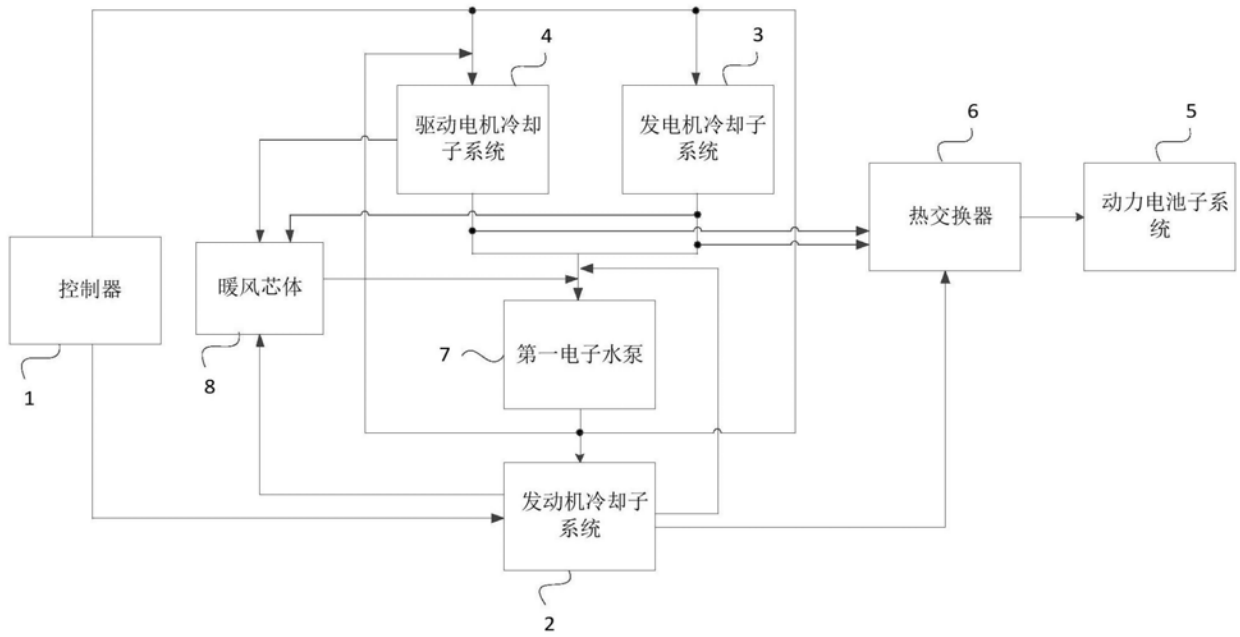 4
3
驱动电机冷却
子系统
发电机冷却子
系统
6
5
热交换器
动力电池子系
统
控制器
暖风芯体
1
8
7
第一电子水泵
发动机冷却子
系统
2